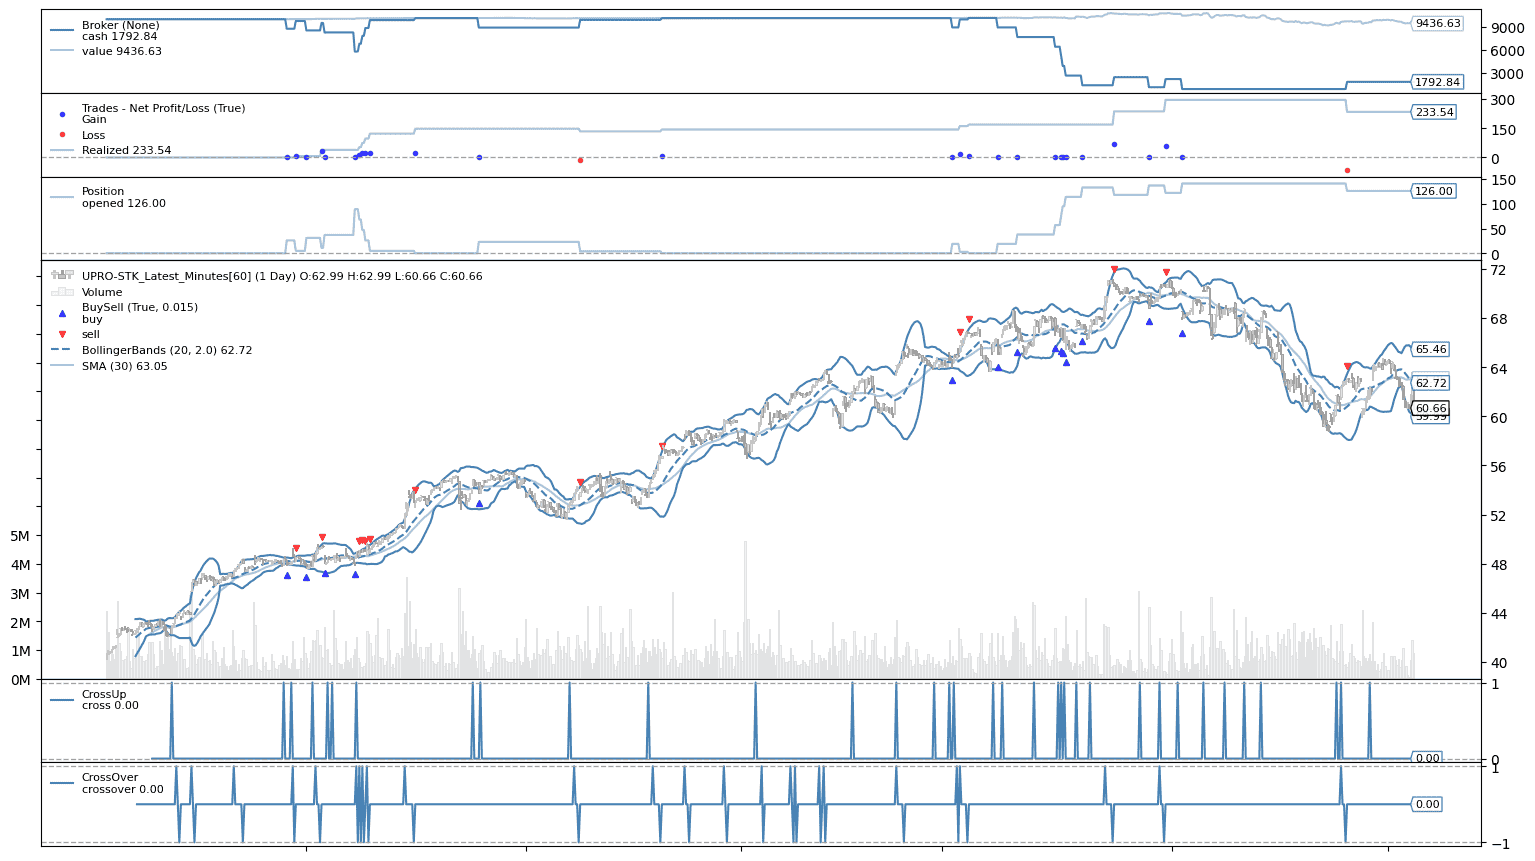 Broker (None)
cash 1792.84
value 9436.63
9436.63
1792.84
9000
6000
3000
Trades - Net Profit/Loss (True)
Gain
Loss
Realized 233.54
233.54
300
150
0
Position
opened 126.00
126.00
150
100
50
0
UPRO-STK_Latest_Minutes[60] (1 Day) O:62.99 H:62.99 L:60.66 C:60.66
Volume
BuySell (True, 0.015)
buy
sell
BollingerBands (20, 2.0) 62.72
SMA (30) 63.05
65.46
62.72
60.66
59.99
72
68
64
60
56
52
48
44
40
5M
4M
3M
2M
1M
0M
CrossUp
cross 0.00
0.00
1
0
CrossOver
crossover 0.00
0.00
1
−1